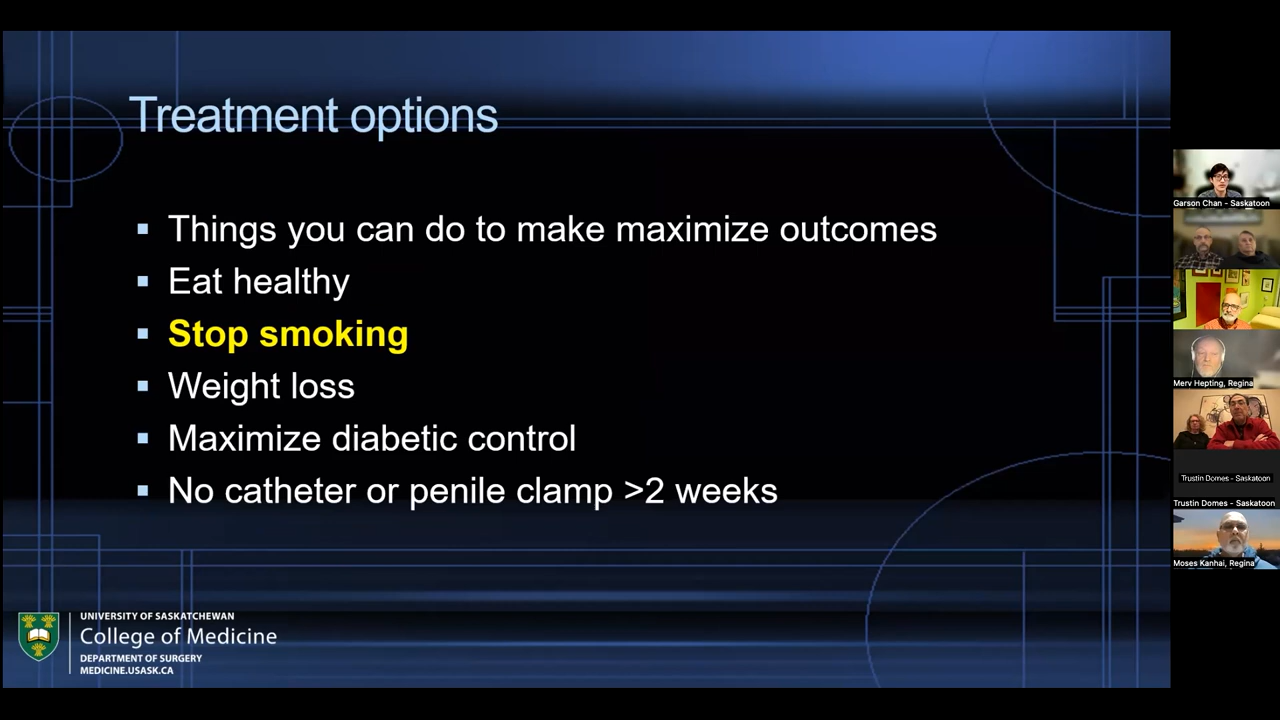 Treatment options
Things you can do to make maximize outcomes
Eat healthy
Stop smoking
Weight loss
Maximize diabetic control
No catheter or penile clamp >2 weeks
UNIVERSITY OF SASKATCHEWAN
College of Medicine
DEPARTMENT OF SURGERY
MEDICINE.USASK.CA
Garson Chan - Saskatoon
Merv Hepting, Regina
Trustin Domes - Saskatoon
Trustin Domes - Saskatoon
Moses Kanhai, Regina